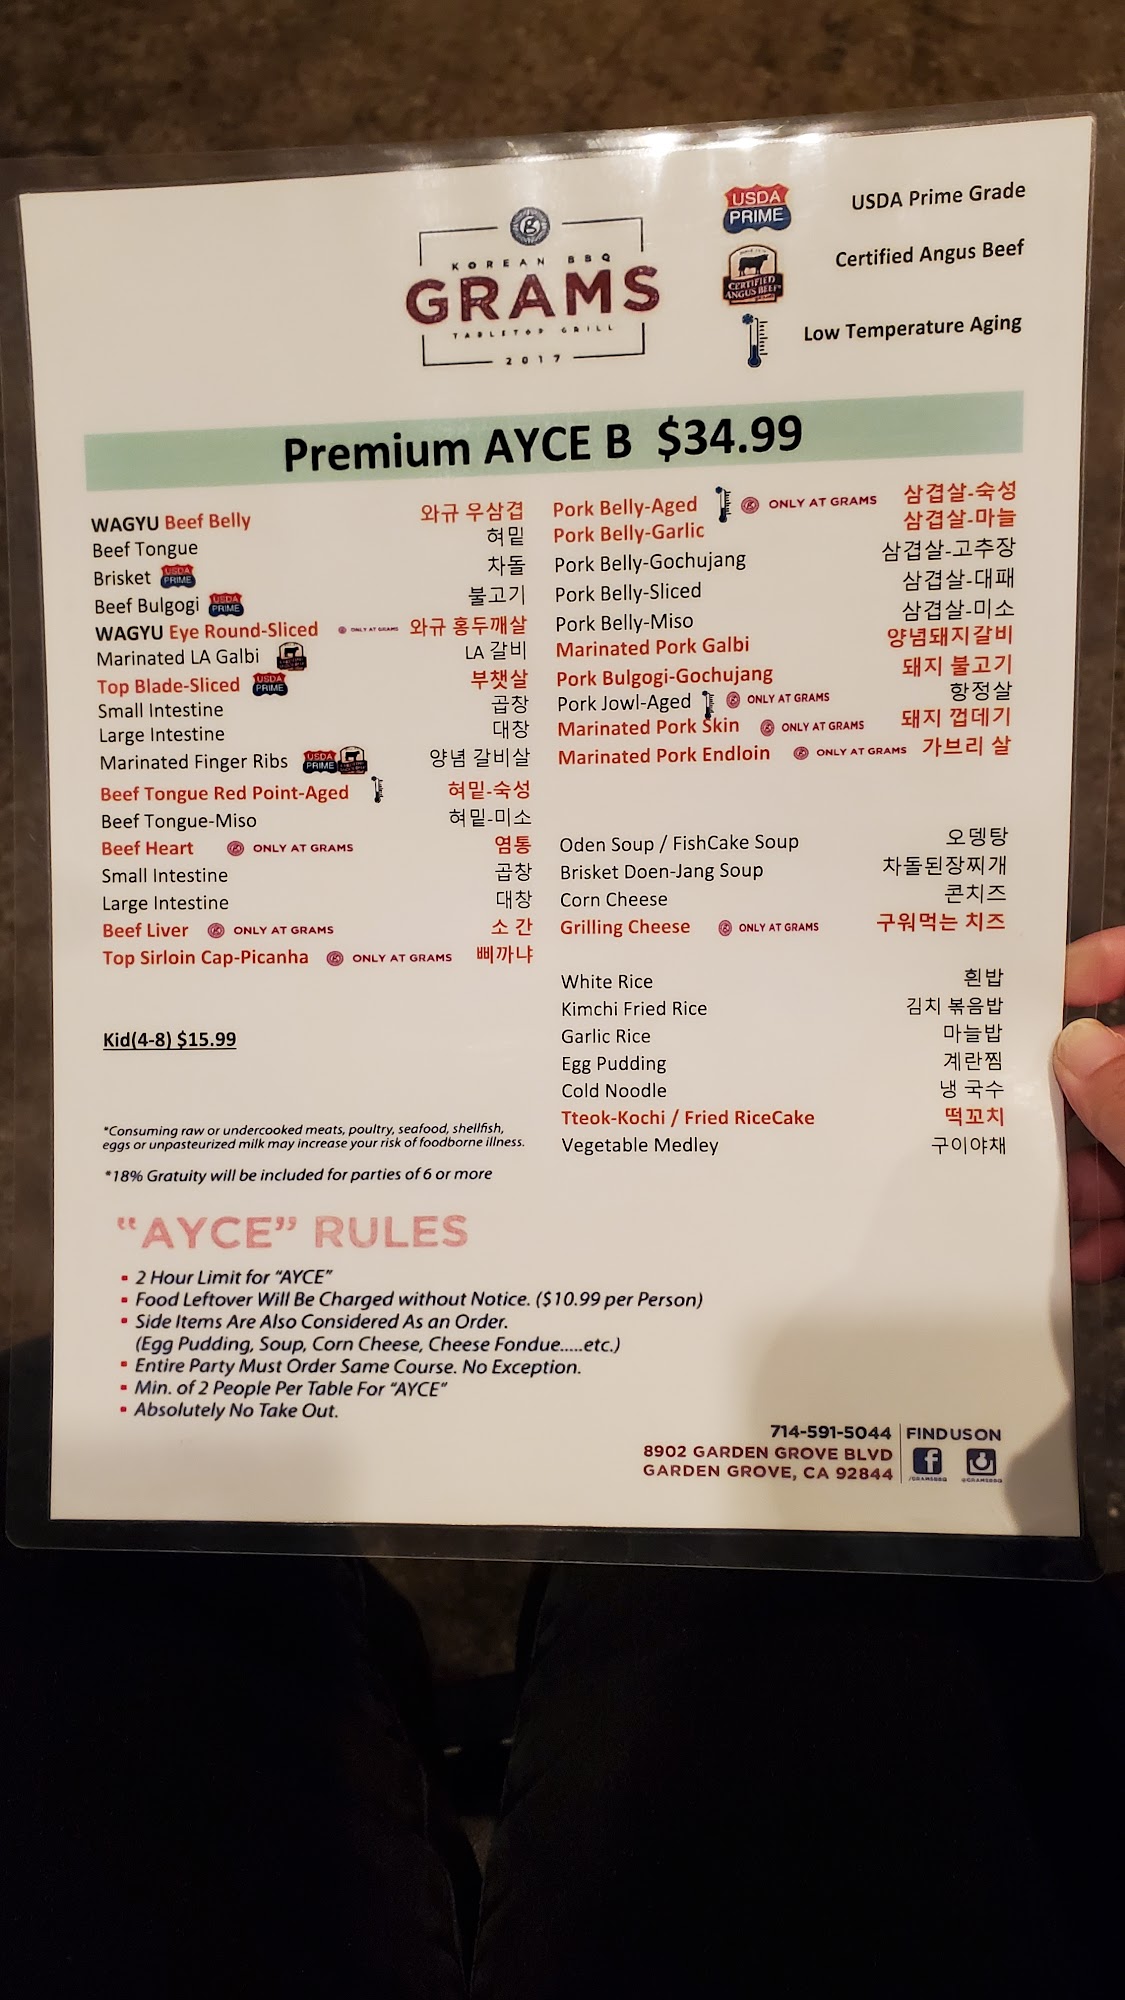 KOREAN BBQ
GRAMS
TABLETOP GRILL
2017
USDA PRIME
USDA Prime Grade
CERTIFIED ANGUS BEEF
Certified Angus Beef
Low Temperature Aging
Premium AYCE B $34.99
WAGYU Beef Belly 와규 우삼겹
Beef Tongue 혀밑
Brisket USDA PRIME 차돌
Beef Bulgogi USDA PRIME 불고기
WAGYU Eye Round-Sliced ONLY AT GRAMS 와규 홍두깨살
Marinated LA Galbi LA 갈비
Top Blade-Sliced USDA PRIME 부챗살
Small Intestine 곱창
Large Intestine 대창
Marinated Finger Ribs USDA PRIME 양념 갈비살
Beef Tongue Red Point-Aged 혀밑-숙성
Beef Tongue-Miso 혀밑-미소
Beef Heart ONLY AT GRAMS 염통
Small Intestine 곱창
Large Intestine 대창
Beef Liver ONLY AT GRAMS 소 간
Top Sirloin Cap-Picanha ONLY AT GRAMS 삐까냐
Kid(4-8) $15.99
Pork Belly-Aged ONLY AT GRAMS 삼겹살-숙성
Pork Belly-Garlic 삼겹살-마늘
Pork Belly-Gochujang 삼겹살-고추장
Pork Belly-Sliced 삼겹살-대패
Pork Belly-Miso 삼겹살-미소
Marinated Pork Galbi 양념돼지갈비
Pork Bulgogi-Gochujang 돼지 불고기
Pork Jowl-Aged ONLY AT GRAMS 항정살
Marinated Pork Skin ONLY AT GRAMS 돼지 껍데기
Marinated Pork Endloin ONLY AT GRAMS 가브리 살
Oden Soup / FishCake Soup 오뎅탕
Brisket Doen-Jang Soup 차돌된장찌개
Corn Cheese 콘치즈
Grilling Cheese ONLY AT GRAMS 구워먹는 치즈
White Rice 흰밥
Kimchi Fried Rice 김치 볶음밥
Garlic Rice 마늘밥
Egg Pudding 계란찜
Cold Noodle 냉 국수
Tteok-Kochi / Fried RiceCake 떡꼬치
Vegetable Medley 구이야채
*Consuming raw or undercooked meats, poultry, seafood, shellfish,
eggs or unpasteurized milk may increase your risk of foodborne illness.
*18% Gratuity will be included for parties of 6 or more
“AYCE” RULES
▪ 2 Hour Limit for “AYCE”
▪ Food Leftover Will Be Charged without Notice. ($10.99 per Person)
▪ Side Items Are Also Considered As an Order.
(Egg Pudding, Soup, Corn Cheese, Cheese Fondue.....etc.)
▪ Entire Party Must Order Same Course. No Exception.
▪ Min. of 2 People Per Table For “AYCE”
▪ Absolutely No Take Out.
714-591-5044
8902 GARDEN GROVE BLVD
GARDEN GROVE, CA 92844
FIND US ON
/GRAMSBBQ @GRAMSBBQ